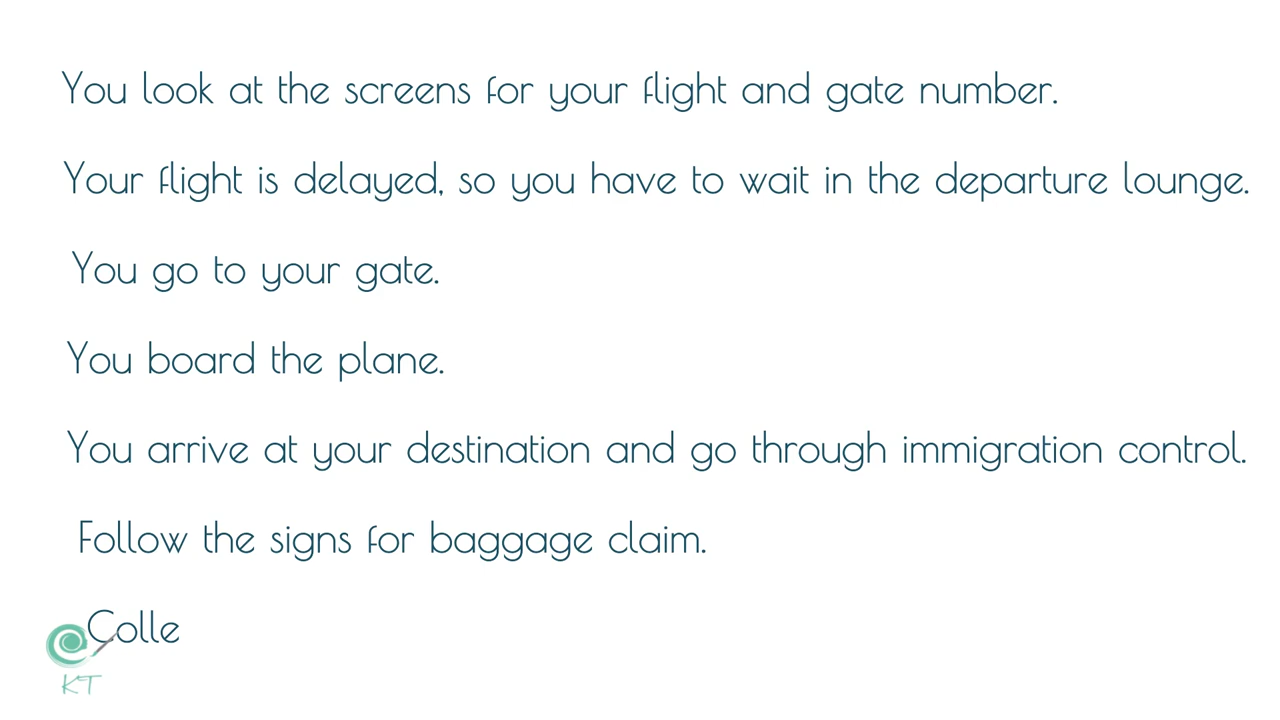 You look at the screens for your flight and gate number.
Your flight is delayed, so you have to wait in the departure lounge.
You go to your gate.
You board the plane.
You arrive at your destination and go through immigration control.
Follow the signs for baggage claim.
Colle
KT